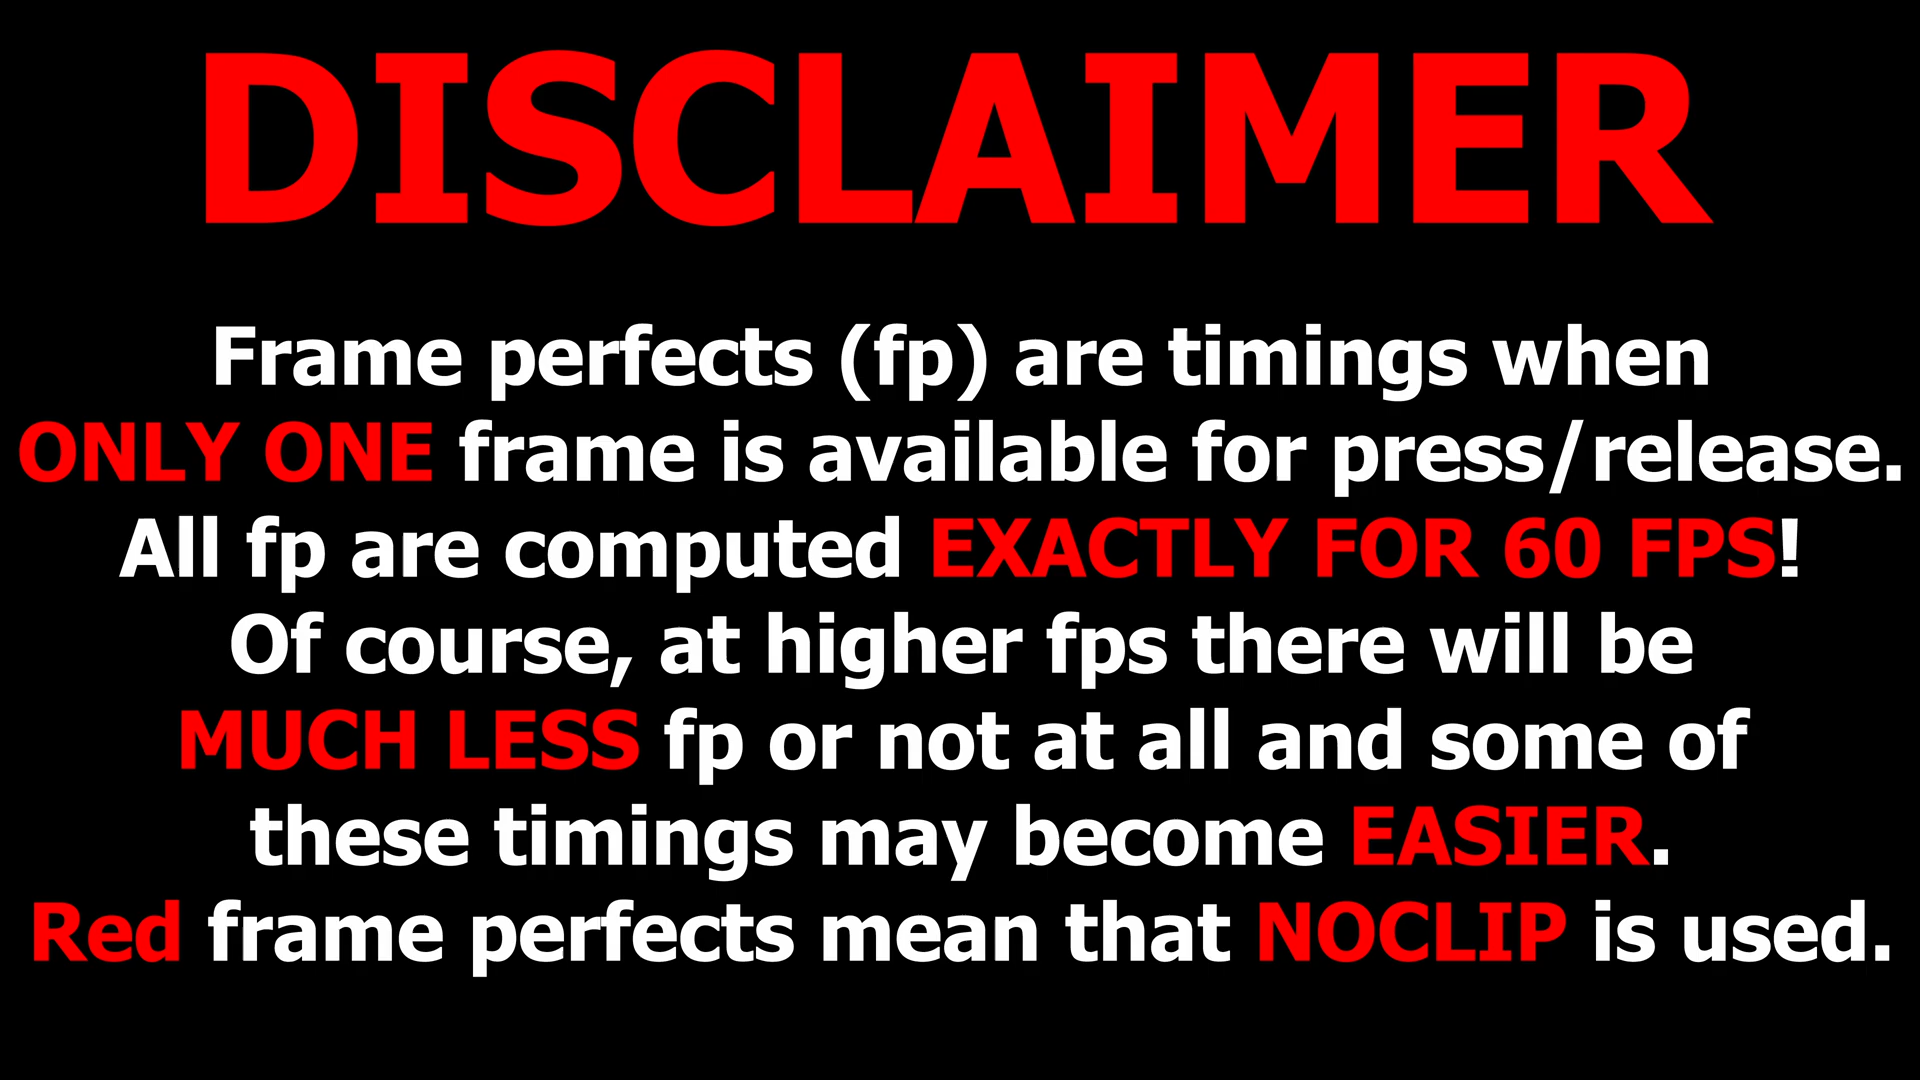 DISCLAIMER
Frame perfects (fp) are timings when
ONLY ONE frame is available for press/release.
All fp are computed EXACTLY FOR 60 FPS!
Of course, at higher fps there will be
MUCH LESS fp or not at all and some of
these timings may become EASIER.
Red frame perfects mean that NOCLIP is used.